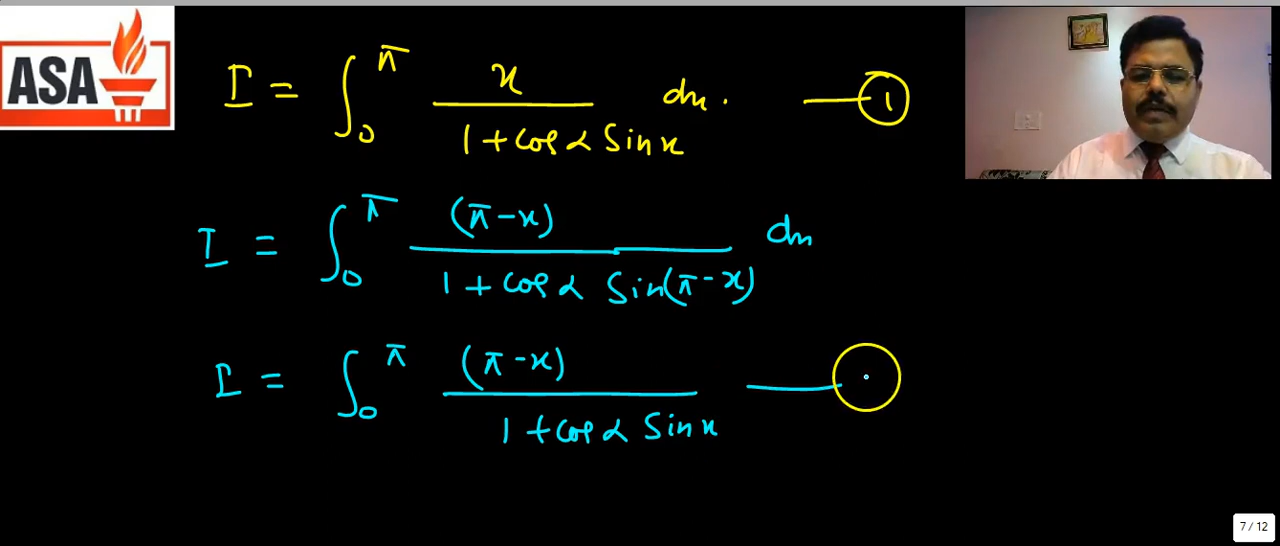 ASA
I = ∫₀^π x / (1 + cos α sin x) dx. —— ①
I = ∫₀^π (π - x) / (1 + cos α sin(π - x)) dx
I = ∫₀^π (π - x) / (1 + cos α sin x) ——
7 / 12